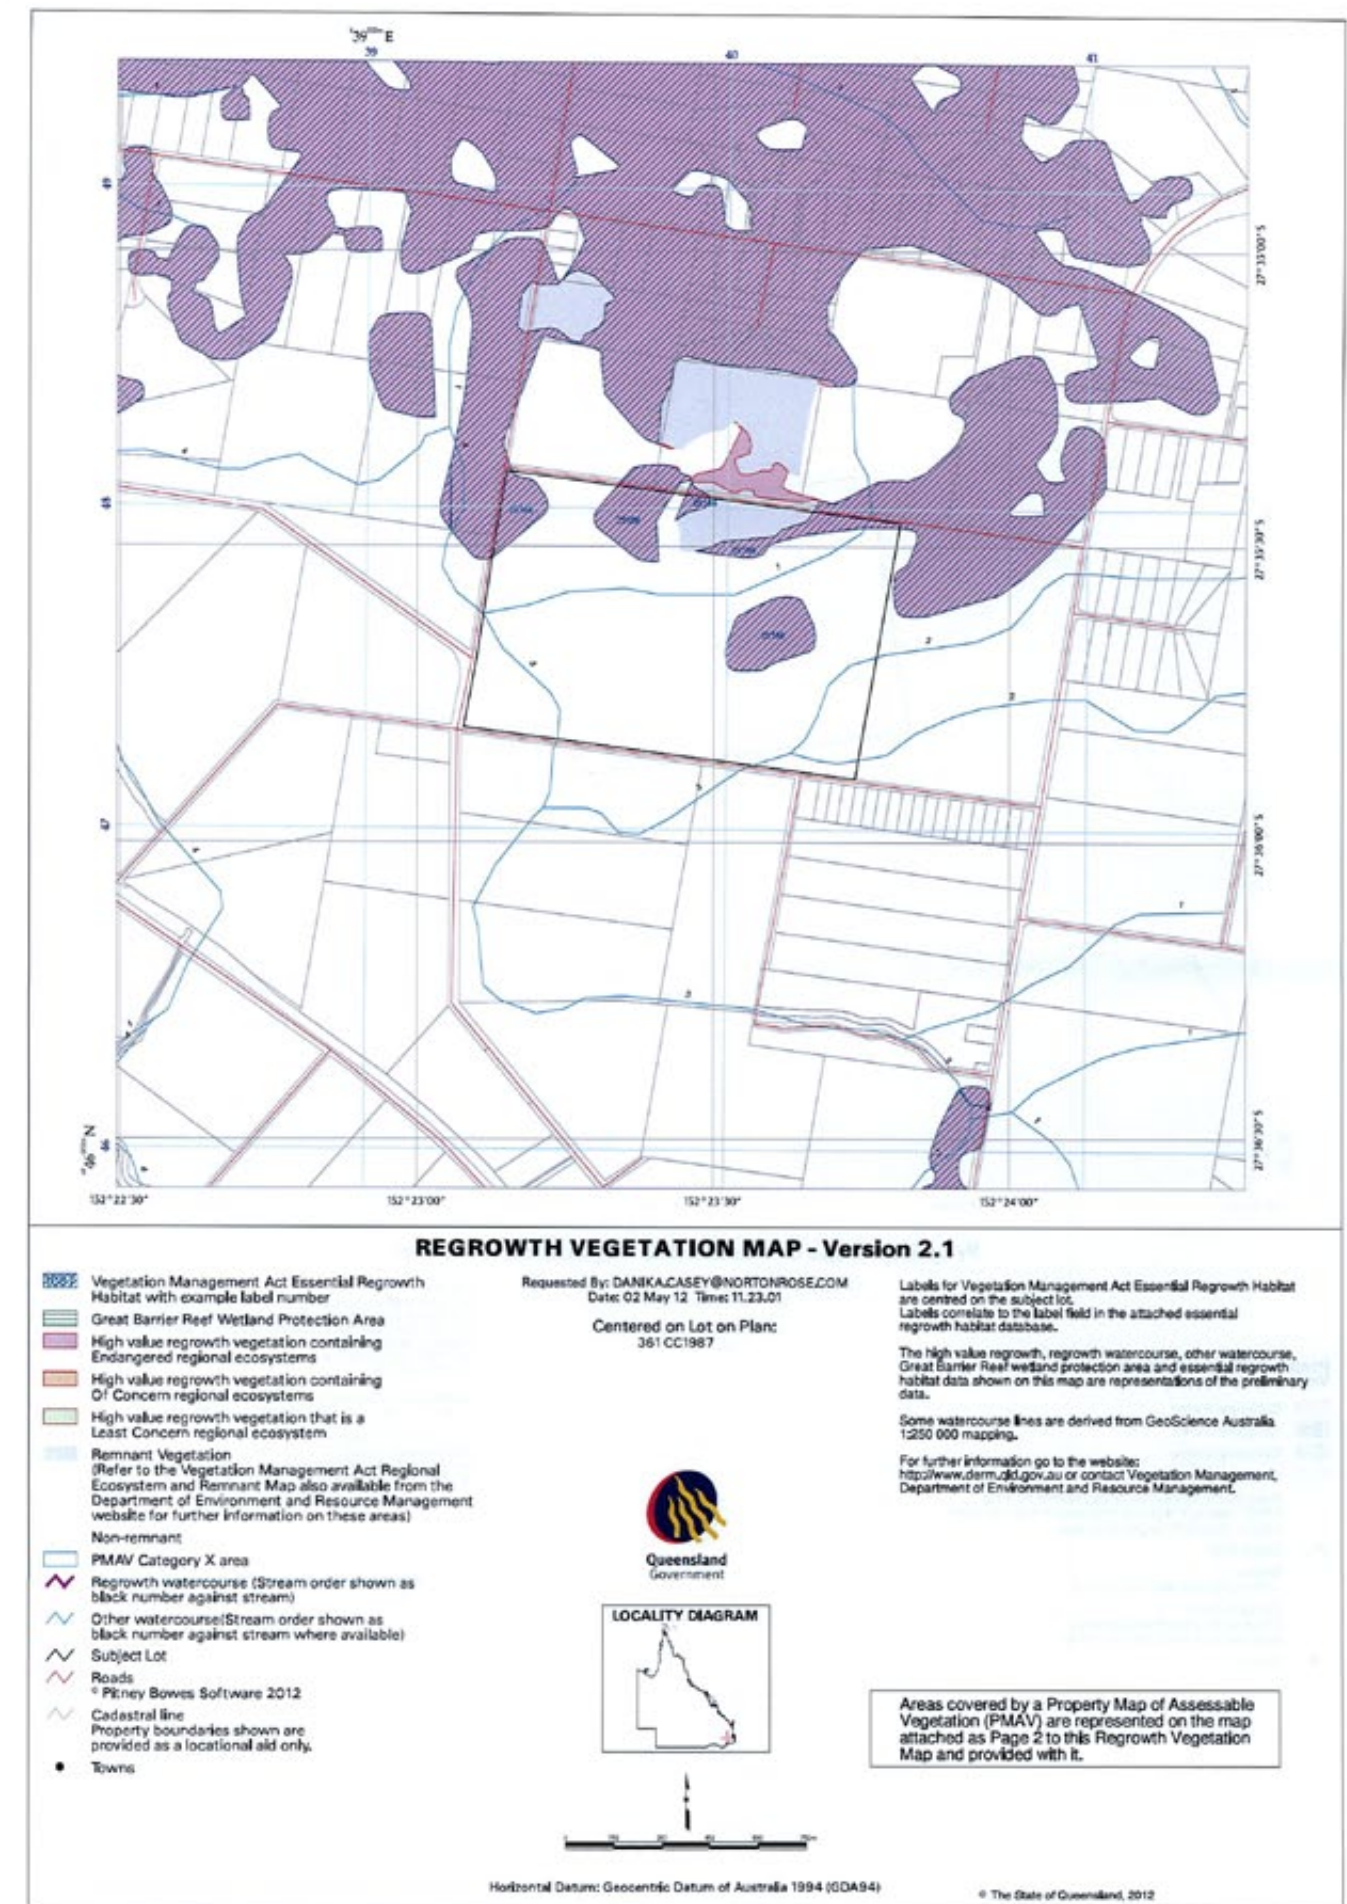 39 E
39
40
41
49
48
47
46
27°35'00"S
27°35'30"S
27°36'00"S
27°36'30"S
46 N
152°22'30"
152°23'00"
152°23'30"
152°24'00"
REGROWTH VEGETATION MAP - Version 2.1
Vegetation Management Act Essential Regrowth
Habitat with example label number
Great Barrier Reef Wetland Protection Area
High value regrowth vegetation containing
Endangered regional ecosystems
High value regrowth vegetation containing
Of Concern regional ecosystems
High value regrowth vegetation that is a
Least Concern regional ecosystem
Remnant Vegetation
(Refer to the Vegetation Management Act Regional
Ecosystem and Remnant Map also available from the
Department of Environment and Resource Management
website for further information on these areas)
Non-remnant
PMAV Category X area
Regrowth watercourse (Stream order shown as
black number against stream)
Other watercourse(Stream order shown as
black number against stream where available)
Subject Lot
Roads
© Pitney Bowes Software 2012
Cadastral line
Property boundaries shown are
provided as a locational aid only.
Towns
Requested By: DANIKA.CASEY@NORTONROSE.COM
Date: 02 May 12 Time: 11.23.01
Centered on Lot on Plan:
361 CC1987
Queensland
Government
LOCALITY DIAGRAM
Horizontal Datum: Geocentric Datum of Australia 1994 (GDA94)
Labels for Vegetation Management Act Essential Regrowth Habitat
are centred on the subject lot.
Labels correlate to the label field in the attached essential
regrowth habitat database.
The high value regrowth, regrowth watercourse, other watercourse,
Great Barrier Reef wetland protection area and essential regrowth
habitat data shown on this map are representations of the preliminary
data.
Some watercourse lines are derived from GeoScience Australia
1:250 000 mapping.
For further information go to the website:
http://www.derm.qld.gov.au or contact Vegetation Management,
Department of Environment and Resource Management.
Areas covered by a Property Map of Assessable
Vegetation (PMAV) are represented on the map
attached as Page 2 to this Regrowth Vegetation
Map and provided with it.
© The State of Queensland, 2012